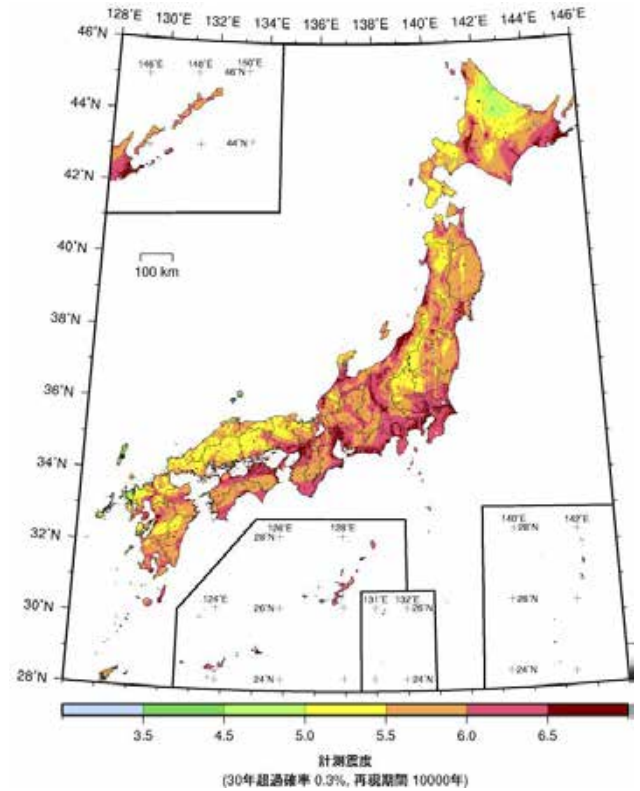 128°E 130°E 132°E 134°E 136°E 138°E 140°E 142°E 144°E 146°E
46°N
146°E 148°E 150°E
46°N
44°N
44°N
42°N
40°N
100 km
38°N
36°N
34°N
32°N
126°E 128°E
28°N
140°E 142°E
28°N
30°N
124°E
26°N
131°E 132°E
26°N
26°N
28°N
24°N
24°N
24°N
3.5 4.5 5.0 5.5 6.0 6.5
計測震度
(30年超過確率 0.3%, 再現期間 10000年)